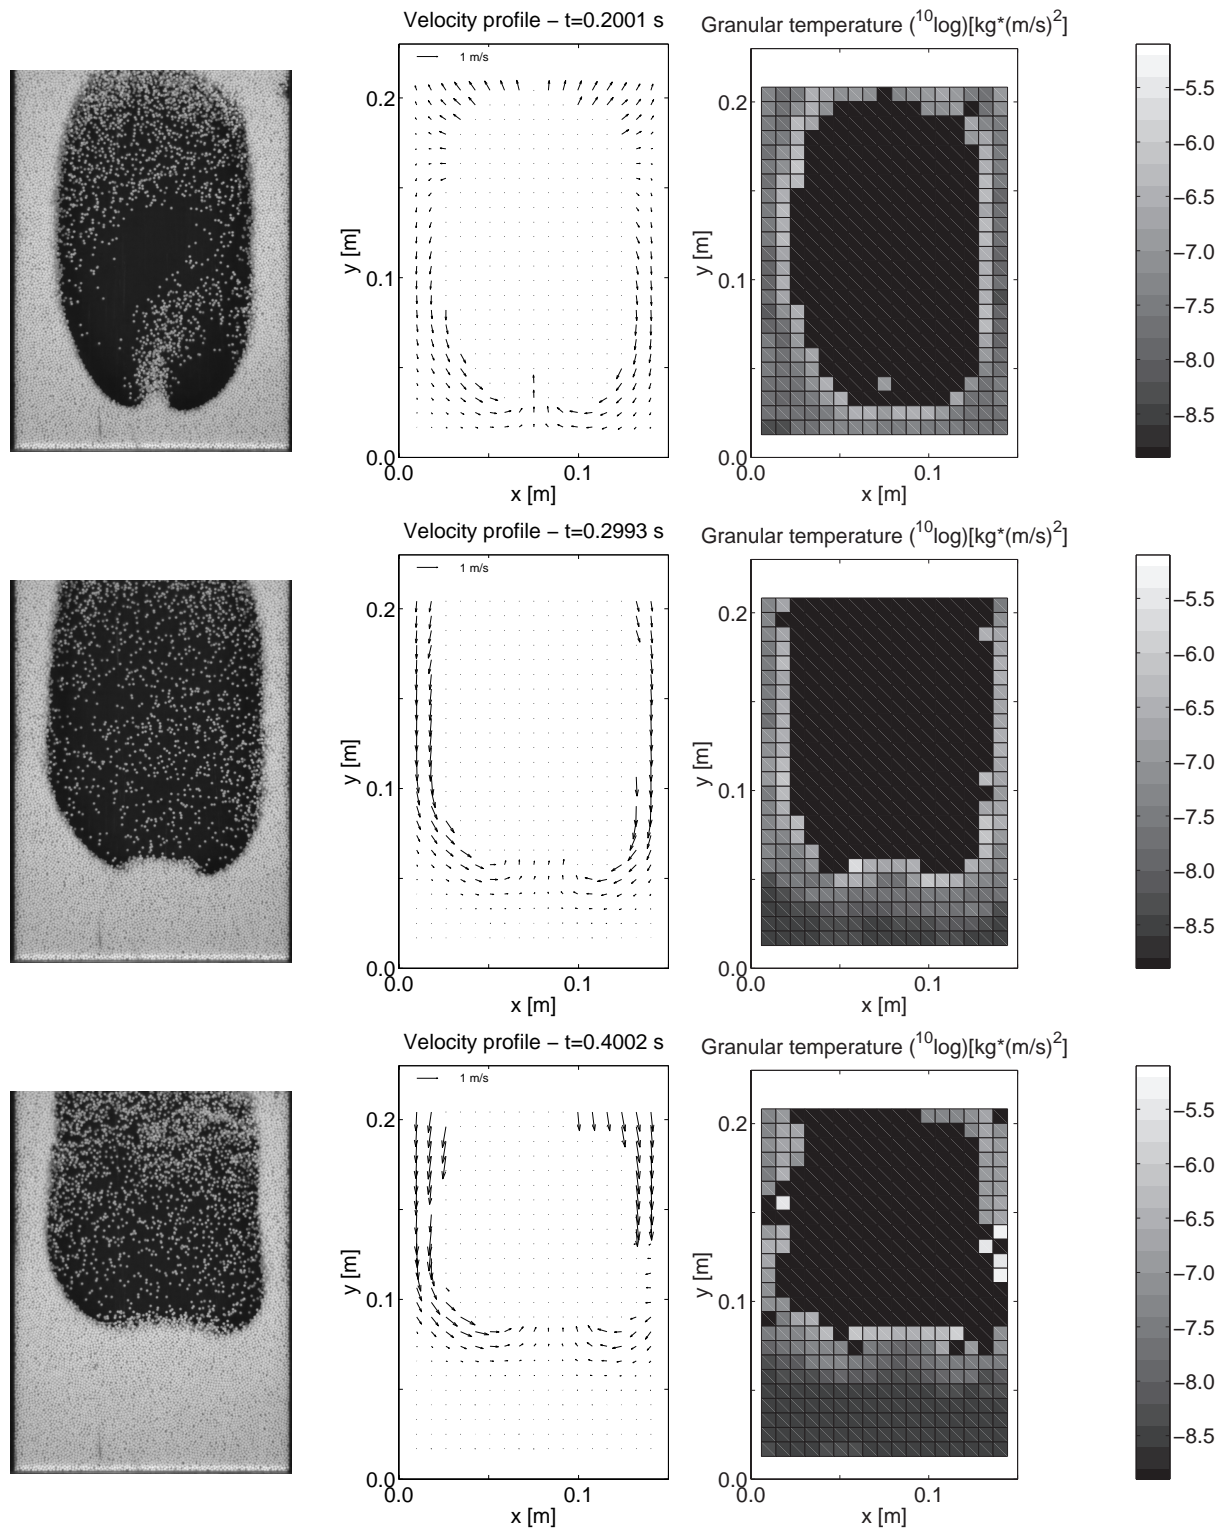 Velocity profile – t=0.2001 s
Granular temperature (¹⁰log)[kg*(m/s)²]
1 m/s
0.2
0.1
0.0
y [m]
0.0
0.1
x [m]
0.2
0.1
0.0
y [m]
0.0
0.1
x [m]
–5.5
–6.0
–6.5
–7.0
–7.5
–8.0
–8.5
Velocity profile – t=0.2993 s
Granular temperature (¹⁰log)[kg*(m/s)²]
1 m/s
0.2
0.1
0.0
y [m]
0.0
0.1
x [m]
0.2
0.1
0.0
y [m]
0.0
0.1
x [m]
–5.5
–6.0
–6.5
–7.0
–7.5
–8.0
–8.5
Velocity profile – t=0.4002 s
Granular temperature (¹⁰log)[kg*(m/s)²]
1 m/s
0.2
0.1
0.0
y [m]
0.0
0.1
x [m]
0.2
0.1
0.0
y [m]
0.0
0.1
x [m]
–5.5
–6.0
–6.5
–7.0
–7.5
–8.0
–8.5